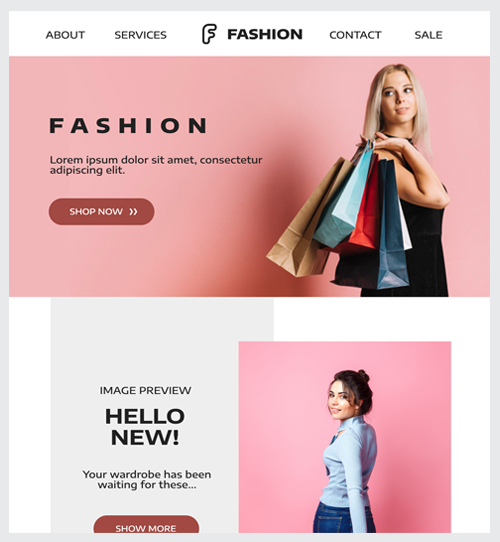 ABOUT SERVICES FASHION CONTACT SALE
FASHION
Lorem ipsum dolor sit amet, consectetur
adipiscing elit.
SHOP NOW
IMAGE PREVIEW
HELLO
NEW!
Your wardrobe has been
waiting for these...
SHOW MORE